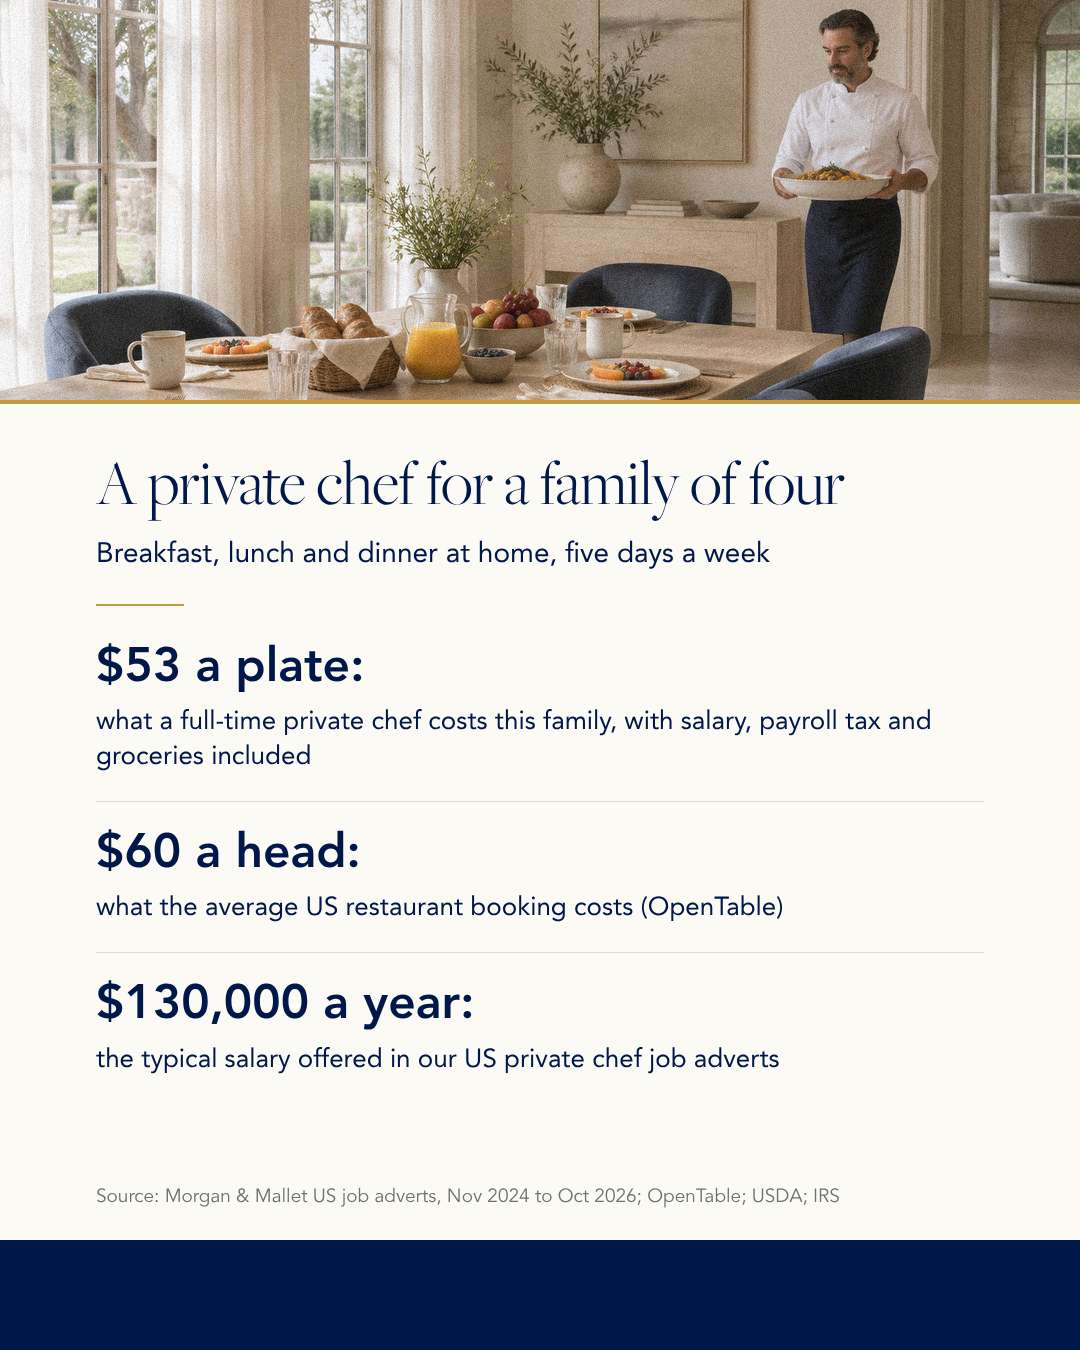 A private chef for a family of four
Breakfast, lunch and dinner at home, five days a week
$53 a plate:
what a full-time private chef costs this family, with salary, payroll tax and
groceries included
$60 a head:
what the average US restaurant booking costs (OpenTable)
$130,000 a year:
the typical salary offered in our US private chef job adverts
Source: Morgan & Mallet US job adverts, Nov 2024 to Oct 2026; OpenTable; USDA; IRS